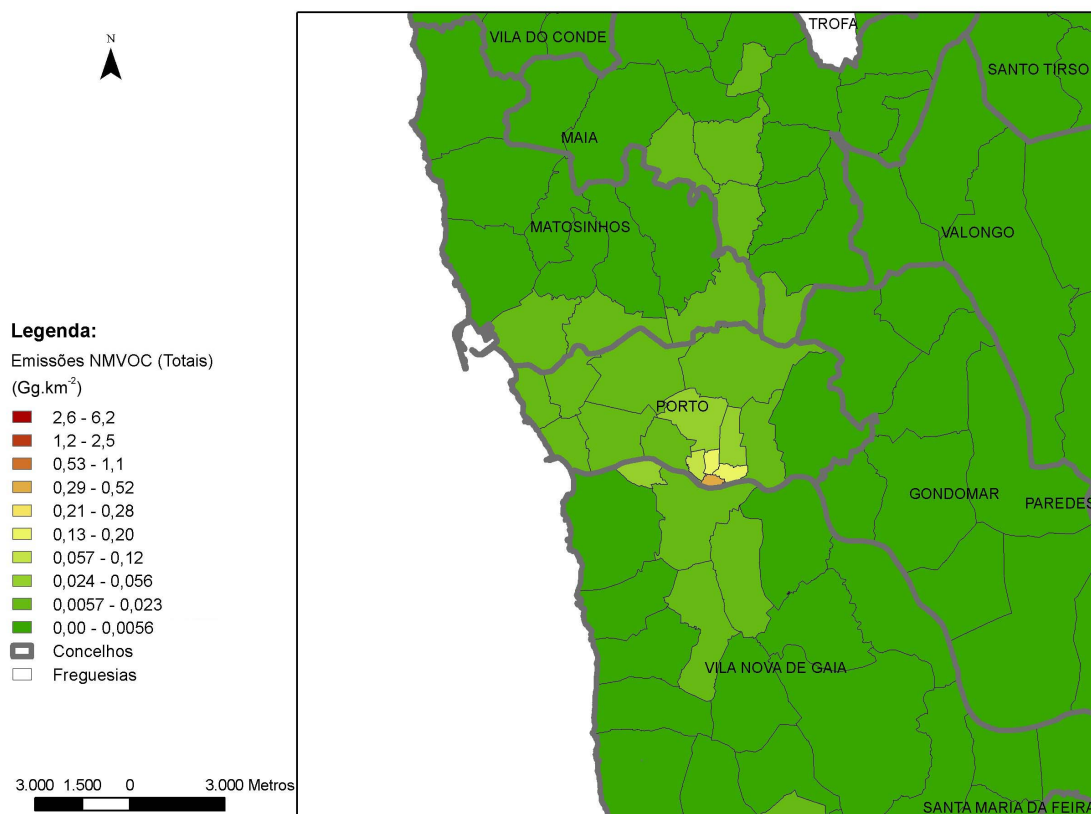 N
Legenda:
Emissões NMVOC (Totais)
(Gg.km-2)
2,6 - 6,2
1,2 - 2,5
0,53 - 1,1
0,29 - 0,52
0,21 - 0,28
0,13 - 0,20
0,057 - 0,12
0,024 - 0,056
0,0057 - 0,023
0,00 - 0,0056
Concelhos
Freguesias
3.000 1.500 0 3.000 Metros
TROFA
VILA DO CONDE
SANTO TIRSO
MAIA
MATOSINHOS
VALONGO
PORTO
GONDOMAR
PAREDES
VILA NOVA DE GAIA
SANTA MARIA DA FEIRA